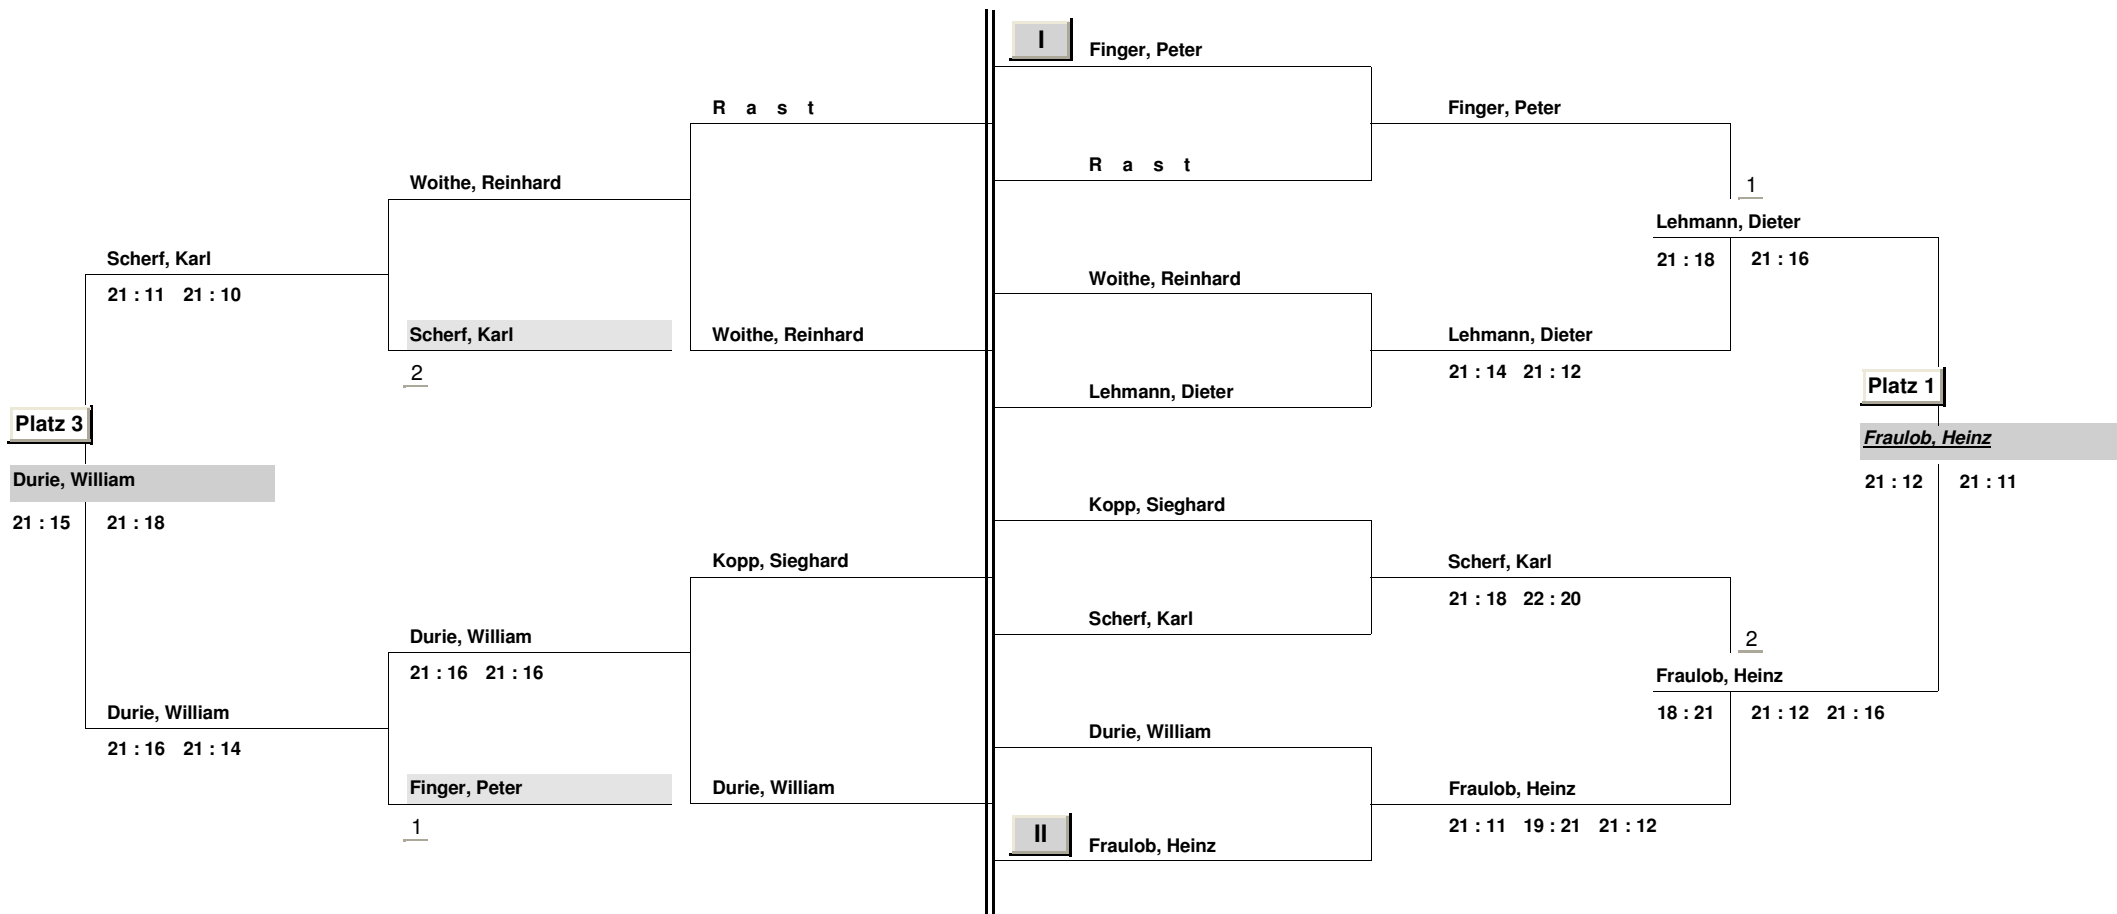 I
Finger, Peter
R a s t
Finger, Peter
R a s t
Woithe, Reinhard
1
Lehmann, Dieter
Scherf, Karl
21 : 18 21 : 16
Woithe, Reinhard
21 : 11 21 : 10
Scherf, Karl
Woithe, Reinhard
Lehmann, Dieter
2
21 : 14 21 : 12
Lehmann, Dieter
Platz 1
Platz 3
Fraulob, Heinz
Durie, William
21 : 12 21 : 11
Kopp, Sieghard
21 : 15 21 : 18
Kopp, Sieghard
Scherf, Karl
21 : 18 22 : 20
Scherf, Karl
Durie, William
2
21 : 16 21 : 16
Fraulob, Heinz
Durie, William
18 : 21 21 : 12 21 : 16
Durie, William
21 : 16 21 : 14
Finger, Peter
Durie, William
Fraulob, Heinz
1
21 : 11 19 : 21 21 : 12
II
Fraulob, Heinz